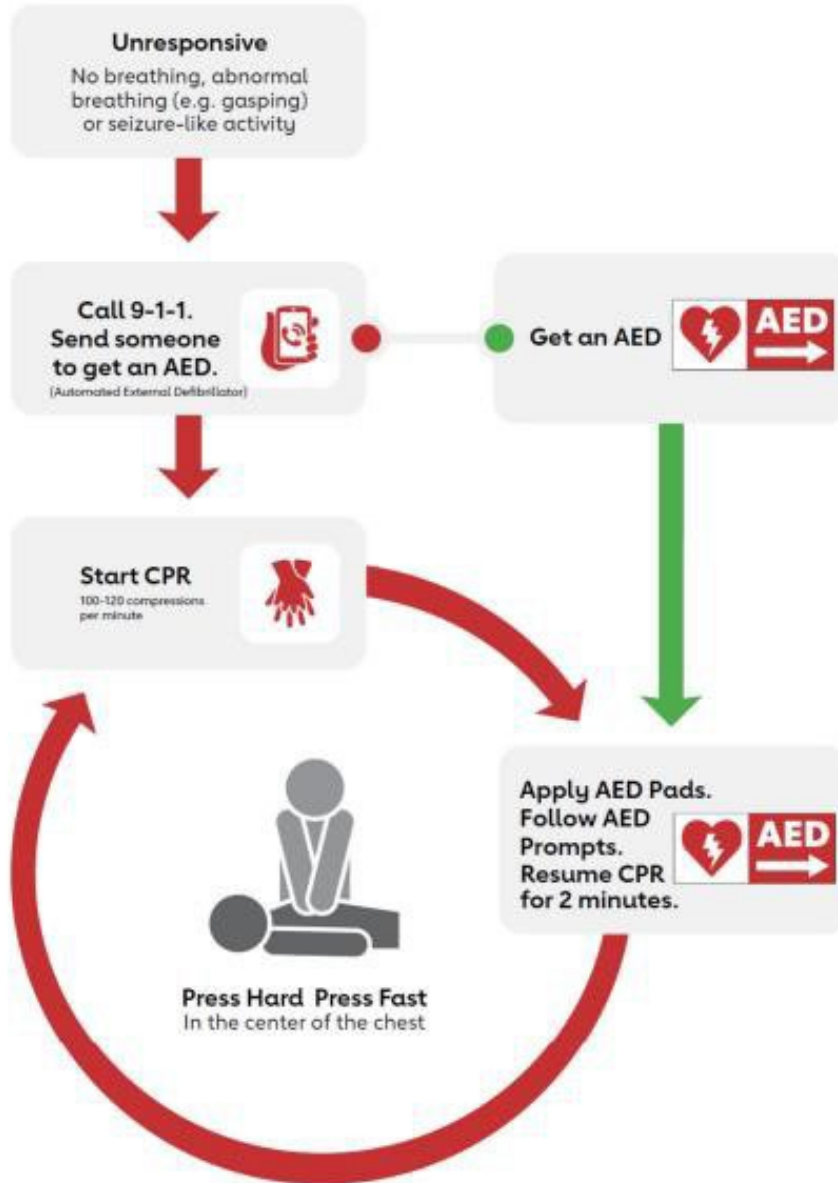 Unresponsive
No breathing, abnormal
breathing (e.g. gasping)
or seizure-like activity
Call 9-1-1.
Send someone
to get an AED.
(Automated External Defibrillator)
Get an AED
AED
Start CPR
100-120 compressions
per minute
Apply AED Pads.
Follow AED
Prompts.
Resume CPR
for 2 minutes.
AED
Press Hard Press Fast
In the center of the chest